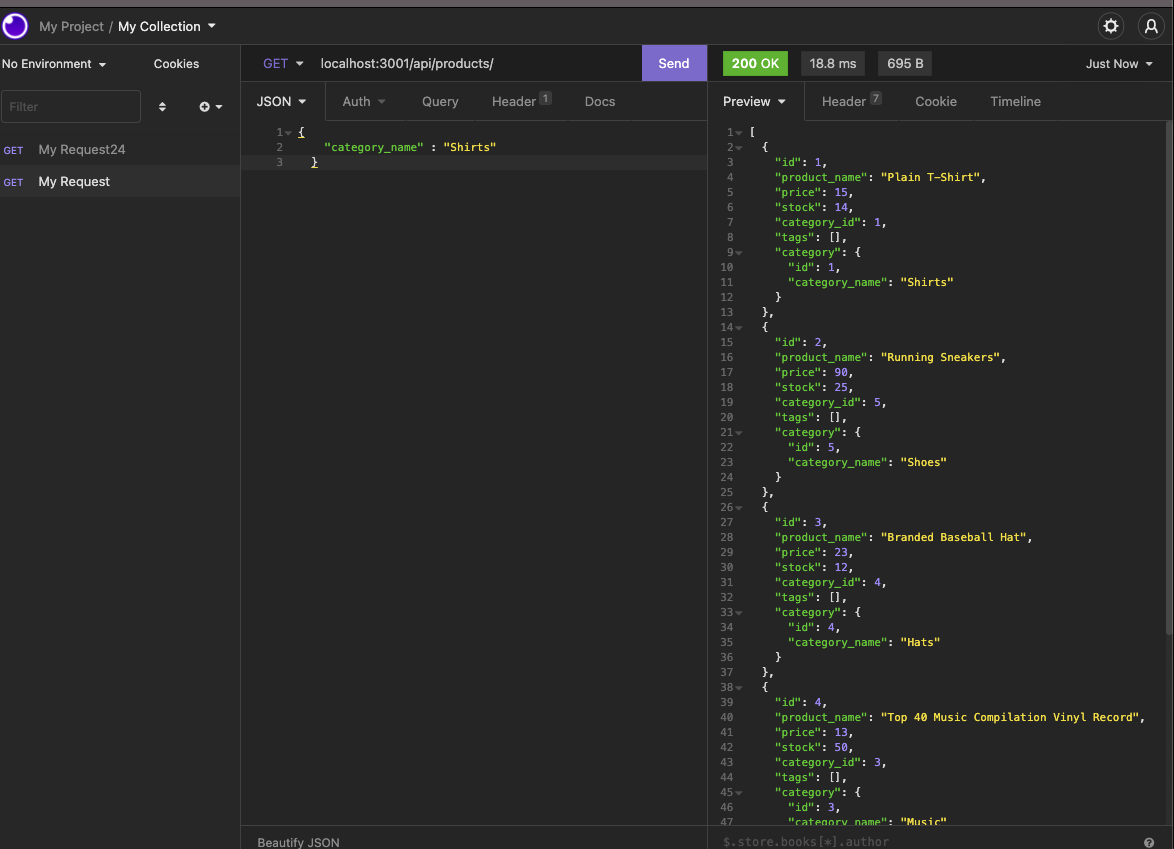 My Project / My Collection
No Environment
Cookies
Filter
GET My Request24
GET My Request
GET localhost:3001/api/products/
Send
JSON
Auth
Query
Header 1
Docs
1 {
2 "category_name" : "Shirts"
3 }
Beautify JSON
200 OK
18.8 ms
695 B
Just Now
Preview
Header 7
Cookie
Timeline
1 [
2 {
3 "id": 1,
4 "product_name": "Plain T-Shirt",
5 "price": 15,
6 "stock": 14,
7 "category_id": 1,
8 "tags": [],
9 "category": {
10 "id": 1,
11 "category_name": "Shirts"
12 }
13 },
14 {
15 "id": 2,
16 "product_name": "Running Sneakers",
17 "price": 90,
18 "stock": 25,
19 "category_id": 5,
20 "tags": [],
21 "category": {
22 "id": 5,
23 "category_name": "Shoes"
24 }
25 },
26 {
27 "id": 3,
28 "product_name": "Branded Baseball Hat",
29 "price": 23,
30 "stock": 12,
31 "category_id": 4,
32 "tags": [],
33 "category": {
34 "id": 4,
35 "category_name": "Hats"
36 }
37 },
38 {
39 "id": 4,
40 "product_name": "Top 40 Music Compilation Vinyl Record",
41 "price": 13,
42 "stock": 50,
43 "category_id": 3,
44 "tags": [],
45 "category": {
46 "id": 3,
47 "category_name": "Music"
$.store.books[*].author